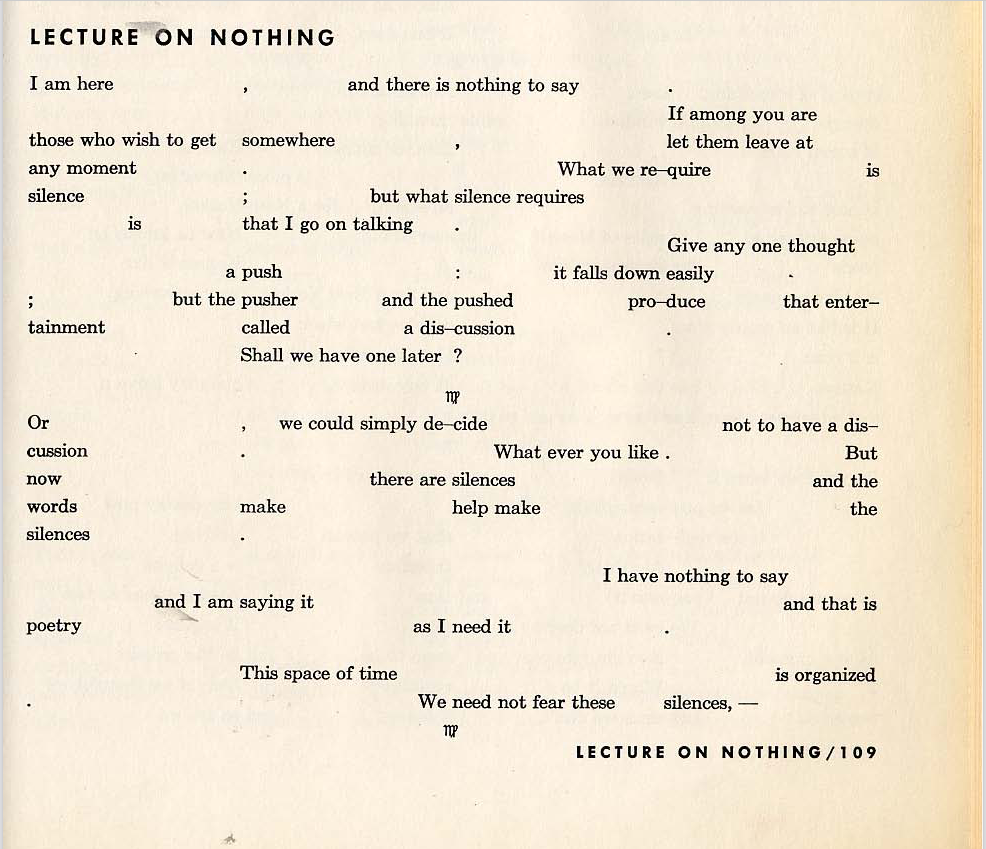 LECTURE ON NOTHING
I am here , and there is nothing to say .
If among you are
those who wish to get somewhere , let them leave at
any moment . What we re–quire is
silence ; but what silence requires
is that I go on talking .
Give any one thought
a push : it falls down easily .
; but the pusher and the pushed pro–duce that enter–
tainment called a dis–cussion .
Shall we have one later ?
♍
Or , we could simply de–cide not to have a dis–
cussion . What ever you like . But
now there are silences and the
words make help make the
silences .
I have nothing to say
and I am saying it and that is
poetry as I need it .
This space of time is organized
. We need not fear these silences, —
♍
LECTURE ON NOTHING/109